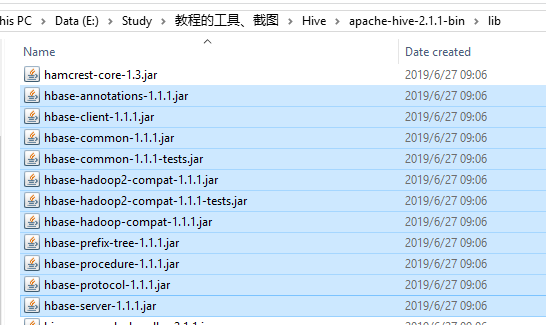 his PC > Data (E:) > Study > 教程的工具、截图 > Hive > apache-hive-2.1.1-bin > lib
Name Date created
hamcrest-core-1.3.jar 2019/6/27 09:06
hbase-annotations-1.1.1.jar 2019/6/27 09:06
hbase-client-1.1.1.jar 2019/6/27 09:06
hbase-common-1.1.1.jar 2019/6/27 09:06
hbase-common-1.1.1-tests.jar 2019/6/27 09:06
hbase-hadoop2-compat-1.1.1.jar 2019/6/27 09:06
hbase-hadoop2-compat-1.1.1-tests.jar 2019/6/27 09:06
hbase-hadoop-compat-1.1.1.jar 2019/6/27 09:06
hbase-prefix-tree-1.1.1.jar 2019/6/27 09:06
hbase-procedure-1.1.1.jar 2019/6/27 09:06
hbase-protocol-1.1.1.jar 2019/6/27 09:06
hbase-server-1.1.1.jar 2019/6/27 09:06